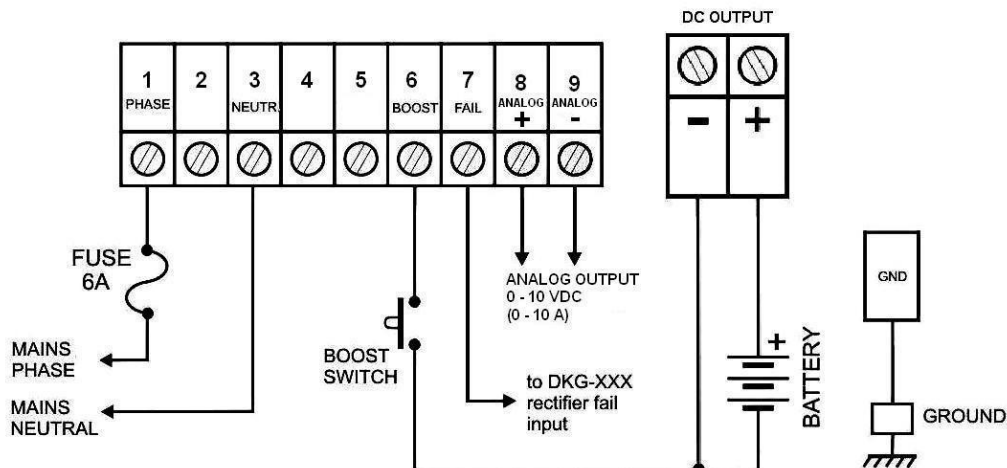 DC OUTPUT
1 2 3 4 5 6 7 8 9
PHASE NEUTR. BOOST FAIL ANALOG ANALOG
+ -
- +
FUSE
6A
ANALOG OUTPUT
0 - 10 VDC
(0 - 10 A)
GND
MAINS
PHASE
BOOST
SWITCH
+
BATTERY
to DKG-XXX
rectifier fail
input
MAINS
NEUTRAL
GROUND